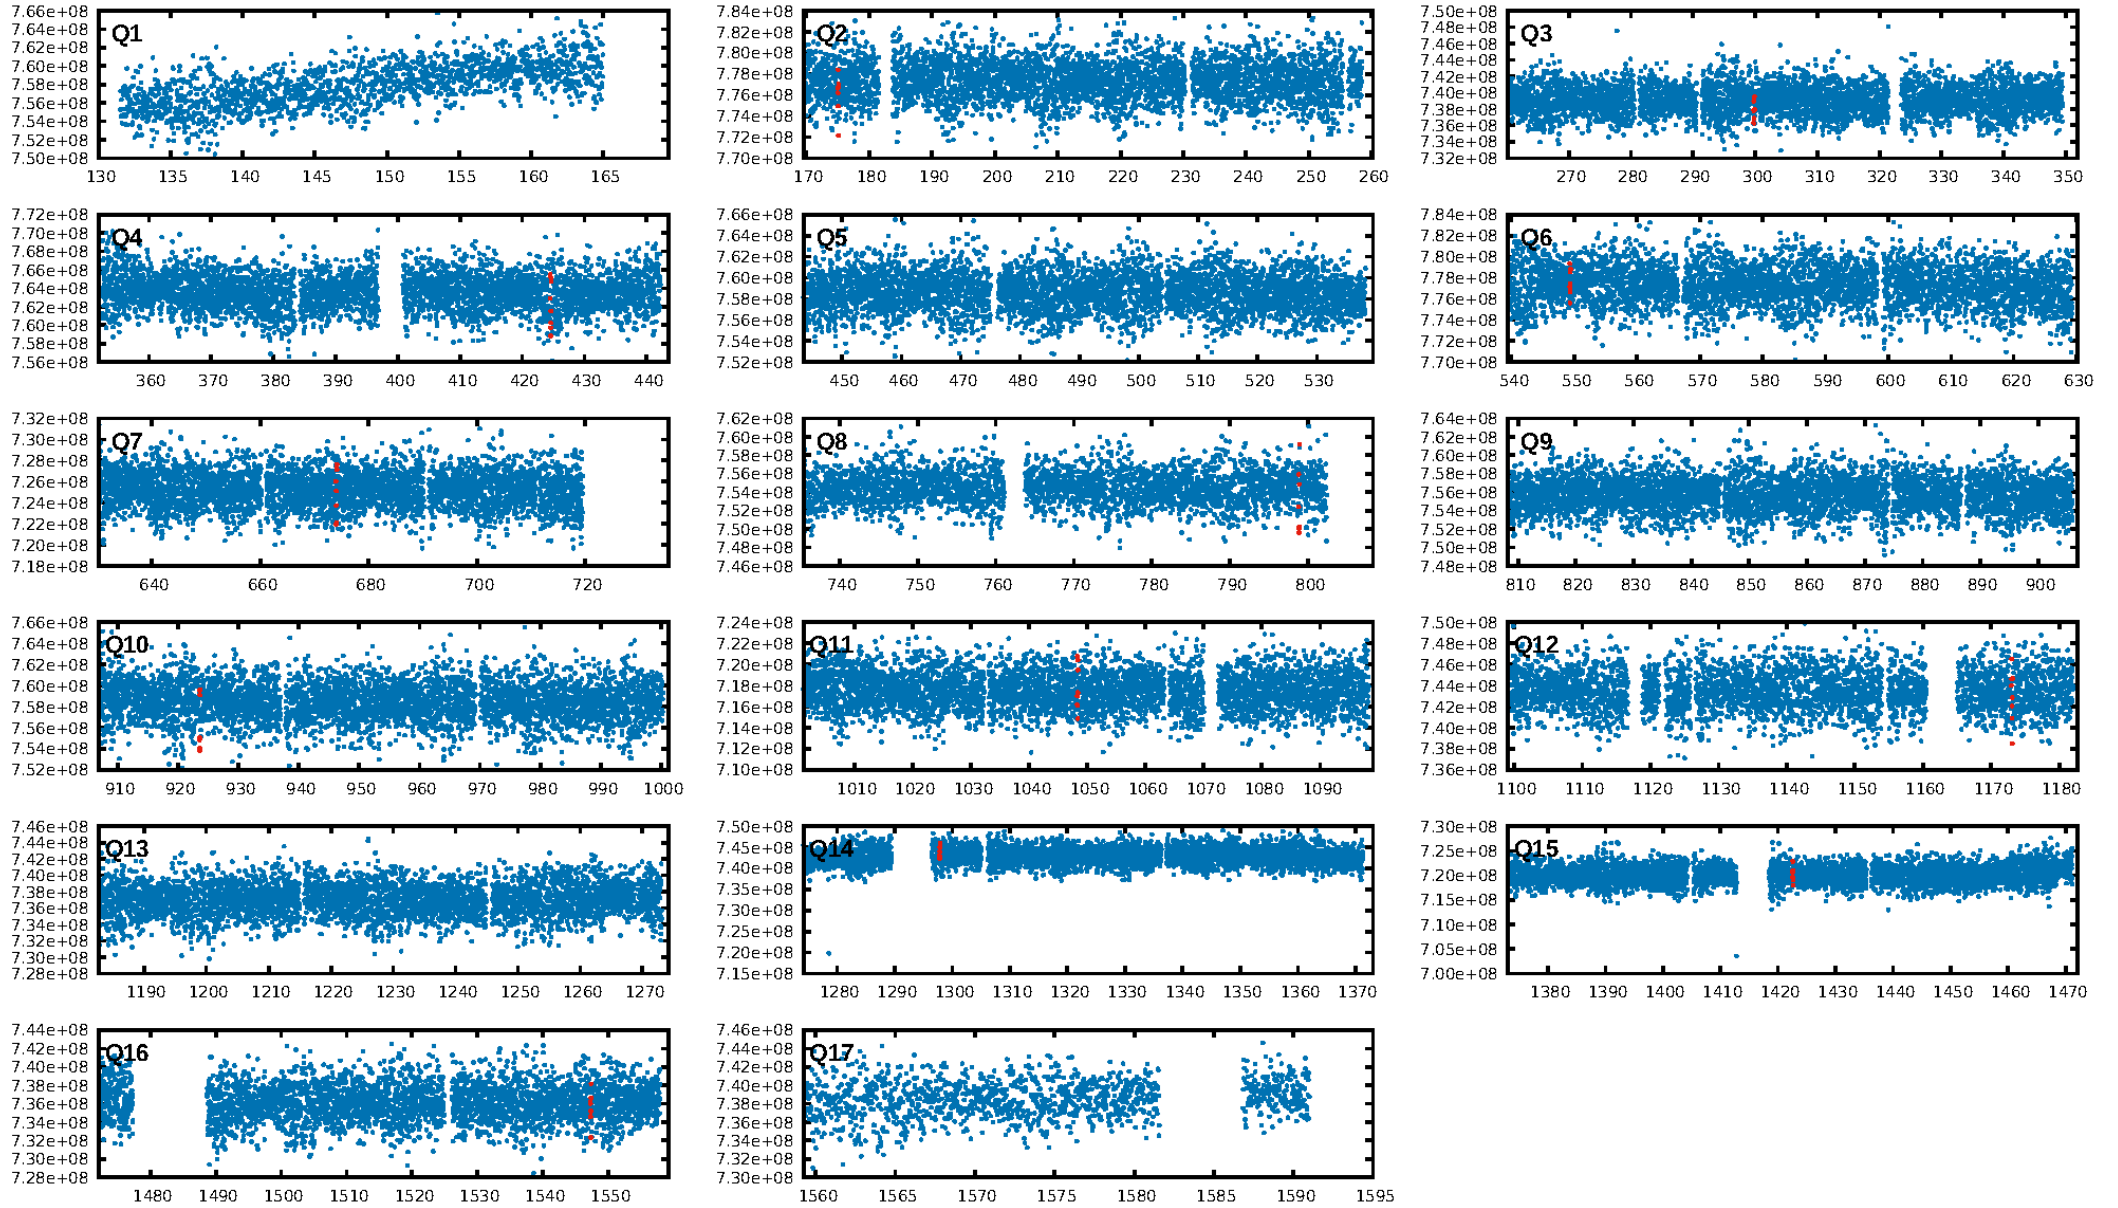 7.66e+08
7.64e+08
7.62e+08
7.60e+08
7.58e+08
7.56e+08
7.54e+08
7.52e+08
7.50e+08
Q1
130 135 140 145 150 155 160 165
7.84e+08
7.82e+08
7.80e+08
7.78e+08
7.76e+08
7.74e+08
7.72e+08
7.70e+08
Q2
170 180 190 200 210 220 230 240 250 260
7.50e+08
7.48e+08
7.46e+08
7.44e+08
7.42e+08
7.40e+08
7.38e+08
7.36e+08
7.34e+08
7.32e+08
Q3
270 280 290 300 310 320 330 340 350
7.72e+08
7.70e+08
7.68e+08
7.66e+08
7.64e+08
7.62e+08
7.60e+08
7.58e+08
7.56e+08
Q4
360 370 380 390 400 410 420 430 440
7.66e+08
7.64e+08
7.62e+08
7.60e+08
7.58e+08
7.56e+08
7.54e+08
7.52e+08
Q5
450 460 470 480 490 500 510 520 530
7.84e+08
7.82e+08
7.80e+08
7.78e+08
7.76e+08
7.74e+08
7.72e+08
7.70e+08
Q6
540 550 560 570 580 590 600 610 620 630
7.32e+08
7.30e+08
7.28e+08
7.26e+08
7.24e+08
7.22e+08
7.20e+08
7.18e+08
Q7
640 660 680 700 720
7.62e+08
7.60e+08
7.58e+08
7.56e+08
7.54e+08
7.52e+08
7.50e+08
7.48e+08
7.46e+08
Q8
740 750 760 770 780 790 800
7.64e+08
7.62e+08
7.60e+08
7.58e+08
7.56e+08
7.54e+08
7.52e+08
7.50e+08
7.48e+08
Q9
810 820 830 840 850 860 870 880 890 900
7.66e+08
7.64e+08
7.62e+08
7.60e+08
7.58e+08
7.56e+08
7.54e+08
7.52e+08
Q10
910 920 930 940 950 960 970 980 990 1000
7.24e+08
7.22e+08
7.20e+08
7.18e+08
7.16e+08
7.14e+08
7.12e+08
7.10e+08
Q11
1010 1020 1030 1040 1050 1060 1070 1080 1090
7.50e+08
7.48e+08
7.46e+08
7.44e+08
7.42e+08
7.40e+08
7.38e+08
7.36e+08
Q12
1100 1110 1120 1130 1140 1150 1160 1170 1180
7.46e+08
7.44e+08
7.42e+08
7.40e+08
7.38e+08
7.36e+08
7.34e+08
7.32e+08
7.30e+08
7.28e+08
Q13
1190 1200 1210 1220 1230 1240 1250 1260 1270
7.50e+08
7.45e+08
7.40e+08
7.35e+08
7.30e+08
7.25e+08
7.20e+08
7.15e+08
Q14
1280 1290 1300 1310 1320 1330 1340 1350 1360 1370
7.30e+08
7.25e+08
7.20e+08
7.15e+08
7.10e+08
7.05e+08
7.00e+08
Q15
1380 1390 1400 1410 1420 1430 1440 1450 1460 1470
7.44e+08
7.42e+08
7.40e+08
7.38e+08
7.36e+08
7.34e+08
7.32e+08
7.30e+08
7.28e+08
Q16
1480 1490 1500 1510 1520 1530 1540 1550
7.46e+08
7.44e+08
7.42e+08
7.40e+08
7.38e+08
7.36e+08
7.34e+08
7.32e+08
7.30e+08
Q17
1560 1565 1570 1575 1580 1585 1590 1595